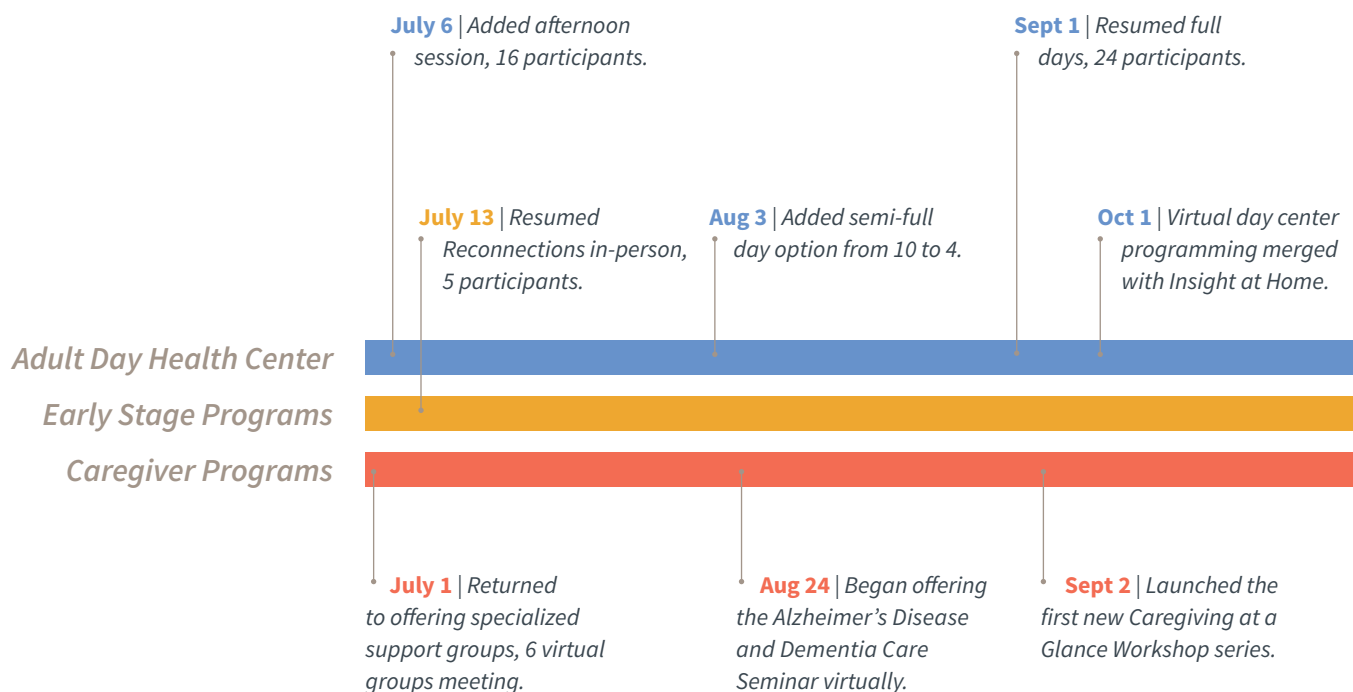 July 6 | Added afternoon
session, 16 participants.
Sept 1 | Resumed full
days, 24 participants.
July 13 | Resumed
Reconnections in-person,
5 participants.
Aug 3 | Added semi-full
day option from 10 to 4.
Oct 1 | Virtual day center
programming merged
with Insight at Home.
Adult Day Health Center
Early Stage Programs
Caregiver Programs
July 1 | Returned
to offering specialized
support groups, 6 virtual
groups meeting.
Aug 24 | Began offering
the Alzheimer’s Disease
and Dementia Care
Seminar virtually.
Sept 2 | Launched the
first new Caregiving at a
Glance Workshop series.